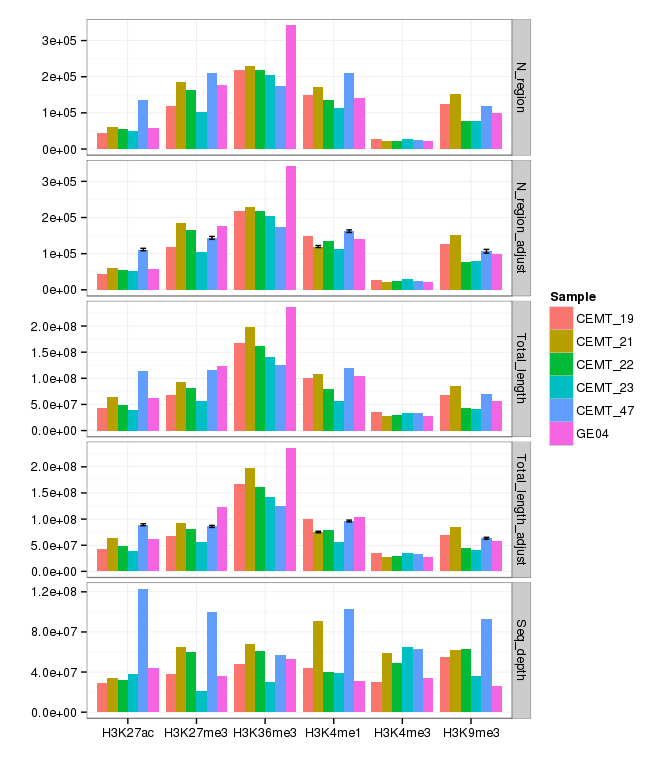 3e+05
2e+05
1e+05
0e+00
N_region
3e+05
2e+05
1e+05
0e+00
N_region_adjust
2.0e+08
1.5e+08
1.0e+08
5.0e+07
0.0e+00
Total_length
2.0e+08
1.5e+08
1.0e+08
5.0e+07
0.0e+00
Total_length_adjust
1.2e+08
8.0e+07
4.0e+07
0.0e+00
Seq_depth
H3K27ac H3K27me3 H3K36me3 H3K4me1 H3K4me3 H3K9me3
Sample
CEMT_19
CEMT_21
CEMT_22
CEMT_23
CEMT_47
GE04